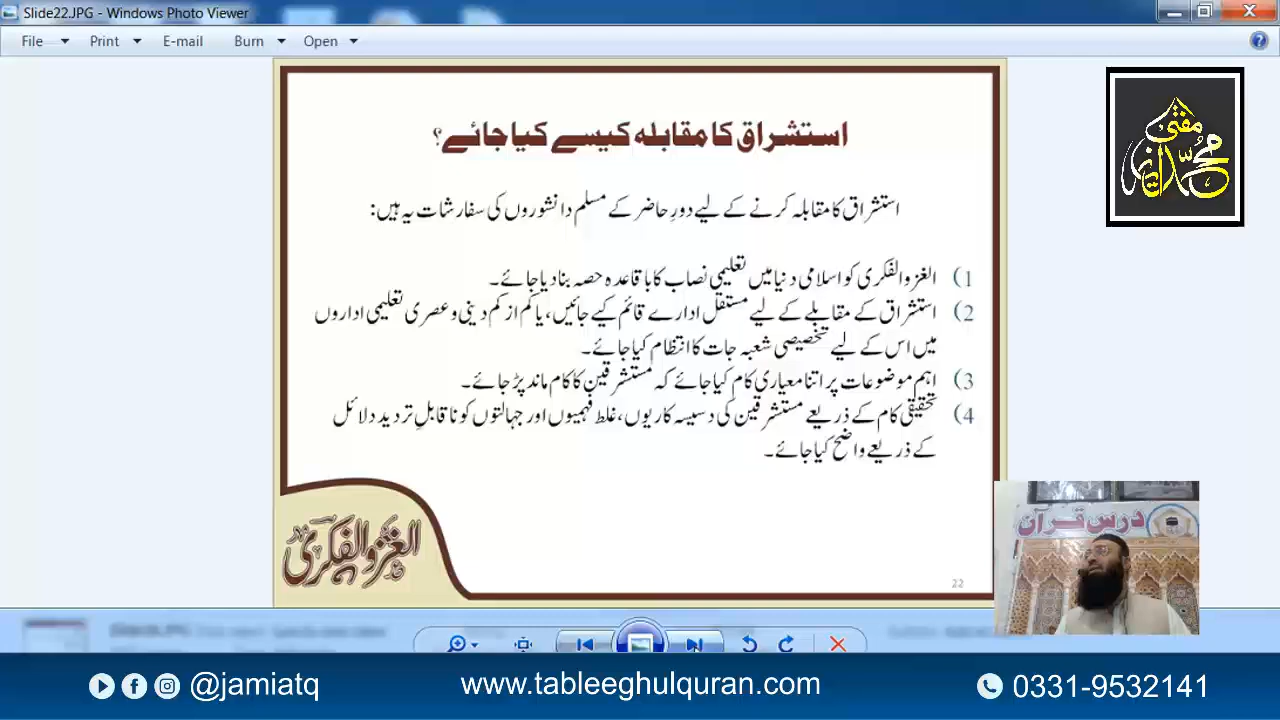 Slide22.JPG - Windows Photo Viewer
File Print E-mail Burn Open
استشراق کا مقابلہ کیسے کیا جائے؟
استشراق کا مقابلہ کرنے کے لیے دورِ حاضر کے مسلم دانشوروں کی سفارشات یہ ہیں:
1) الغزو الفکری کو اسلامی دنیا میں تعلیمی نصاب کا باقاعدہ حصہ بنا دیا جائے۔
2) استشراق کے مقابلے کے لیے مستقل ادارے قائم کیے جائیں، یا کم از کم دینی و عصری تعلیمی اداروں
میں اس کے لیے تخصیصی شعبہ جات کا انتظام کیا جائے۔
3) اہم موضوعات پر اتنا معیاری کام کیا جائے کہ مستشرقین کا کام ماند پڑ جائے۔
4) تحقیقی کام کے ذریعے مستشرقین کی دسیسہ کاریوں، غلط فہمیوں اور جہالتوں کو ناقابلِ تردید دلائل
کے ذریعے واضح کیا جائے۔
الغزو الفکری
22
مفتی محمد
درس قرآن
@jamiatq
www.tableeghulquran.com
0331-9532141